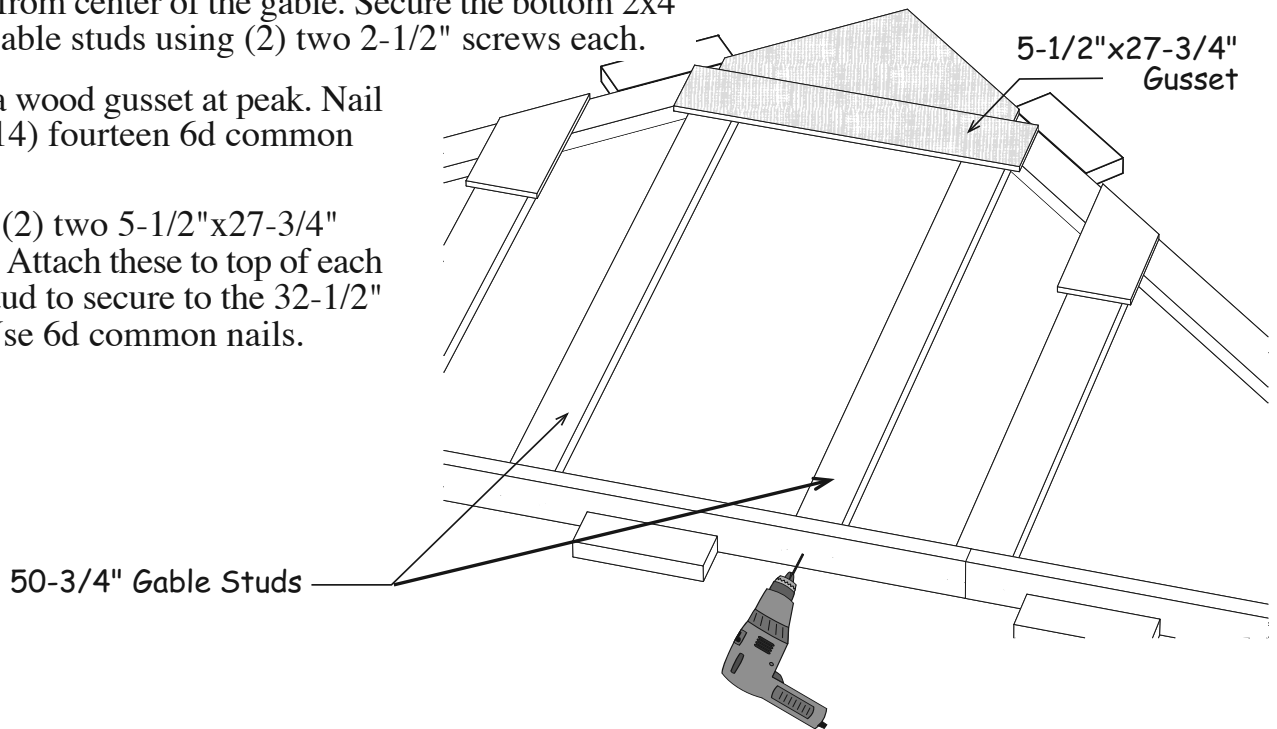 from center of the gable. Secure the bottom 2x4
able studs using (2) two 2-1/2" screws each.
a wood gusset at peak. Nail
14) fourteen 6d common
(2) two 5-1/2"x27-3/4"
Attach these to top of each
tud to secure to the 32-1/2"
se 6d common nails.
5-1/2"x27-3/4"
Gusset
50-3/4" Gable Studs